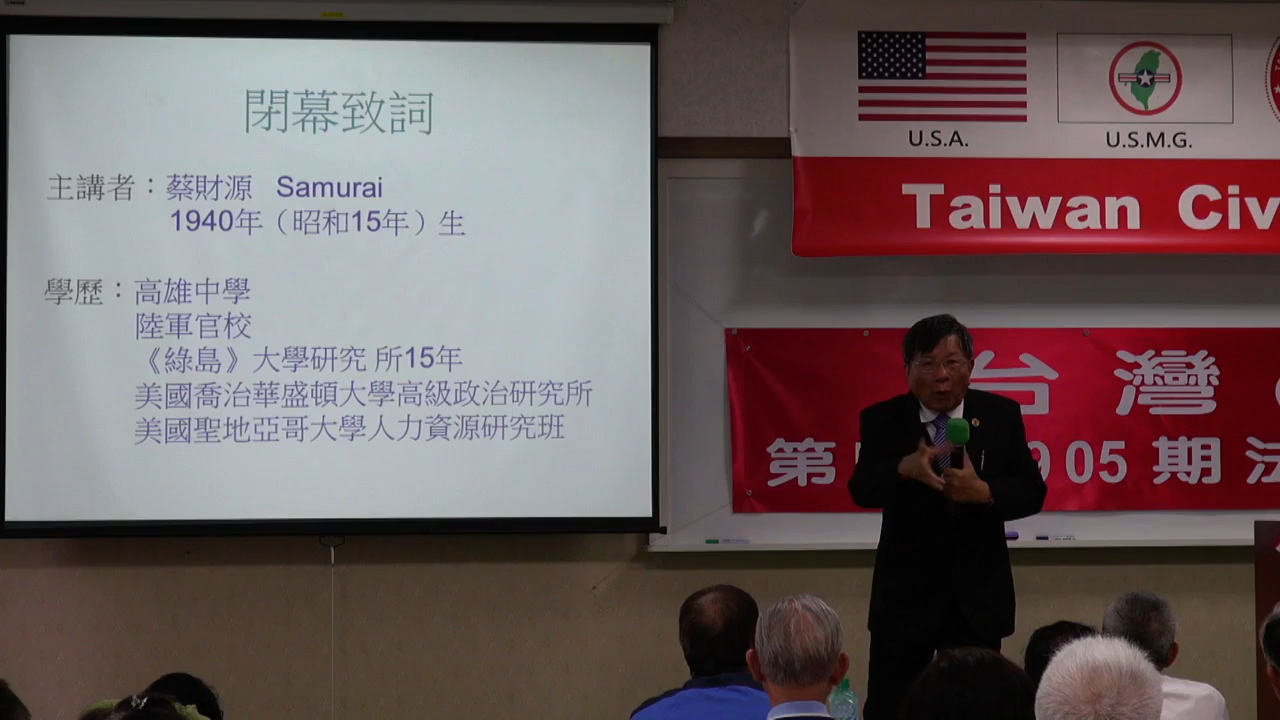 閉幕致詞
主講者：蔡財源 Samurai
1940年（昭和15年）生
學歷：高雄中學
陸軍官校
《綠島》大學研究 所15年
美國喬治華盛頓大學高級政治研究所
美國聖地亞哥大學人力資源研究班
U.S.A.
U.S.M.G.
Taiwan Civ
台灣
第
05期法